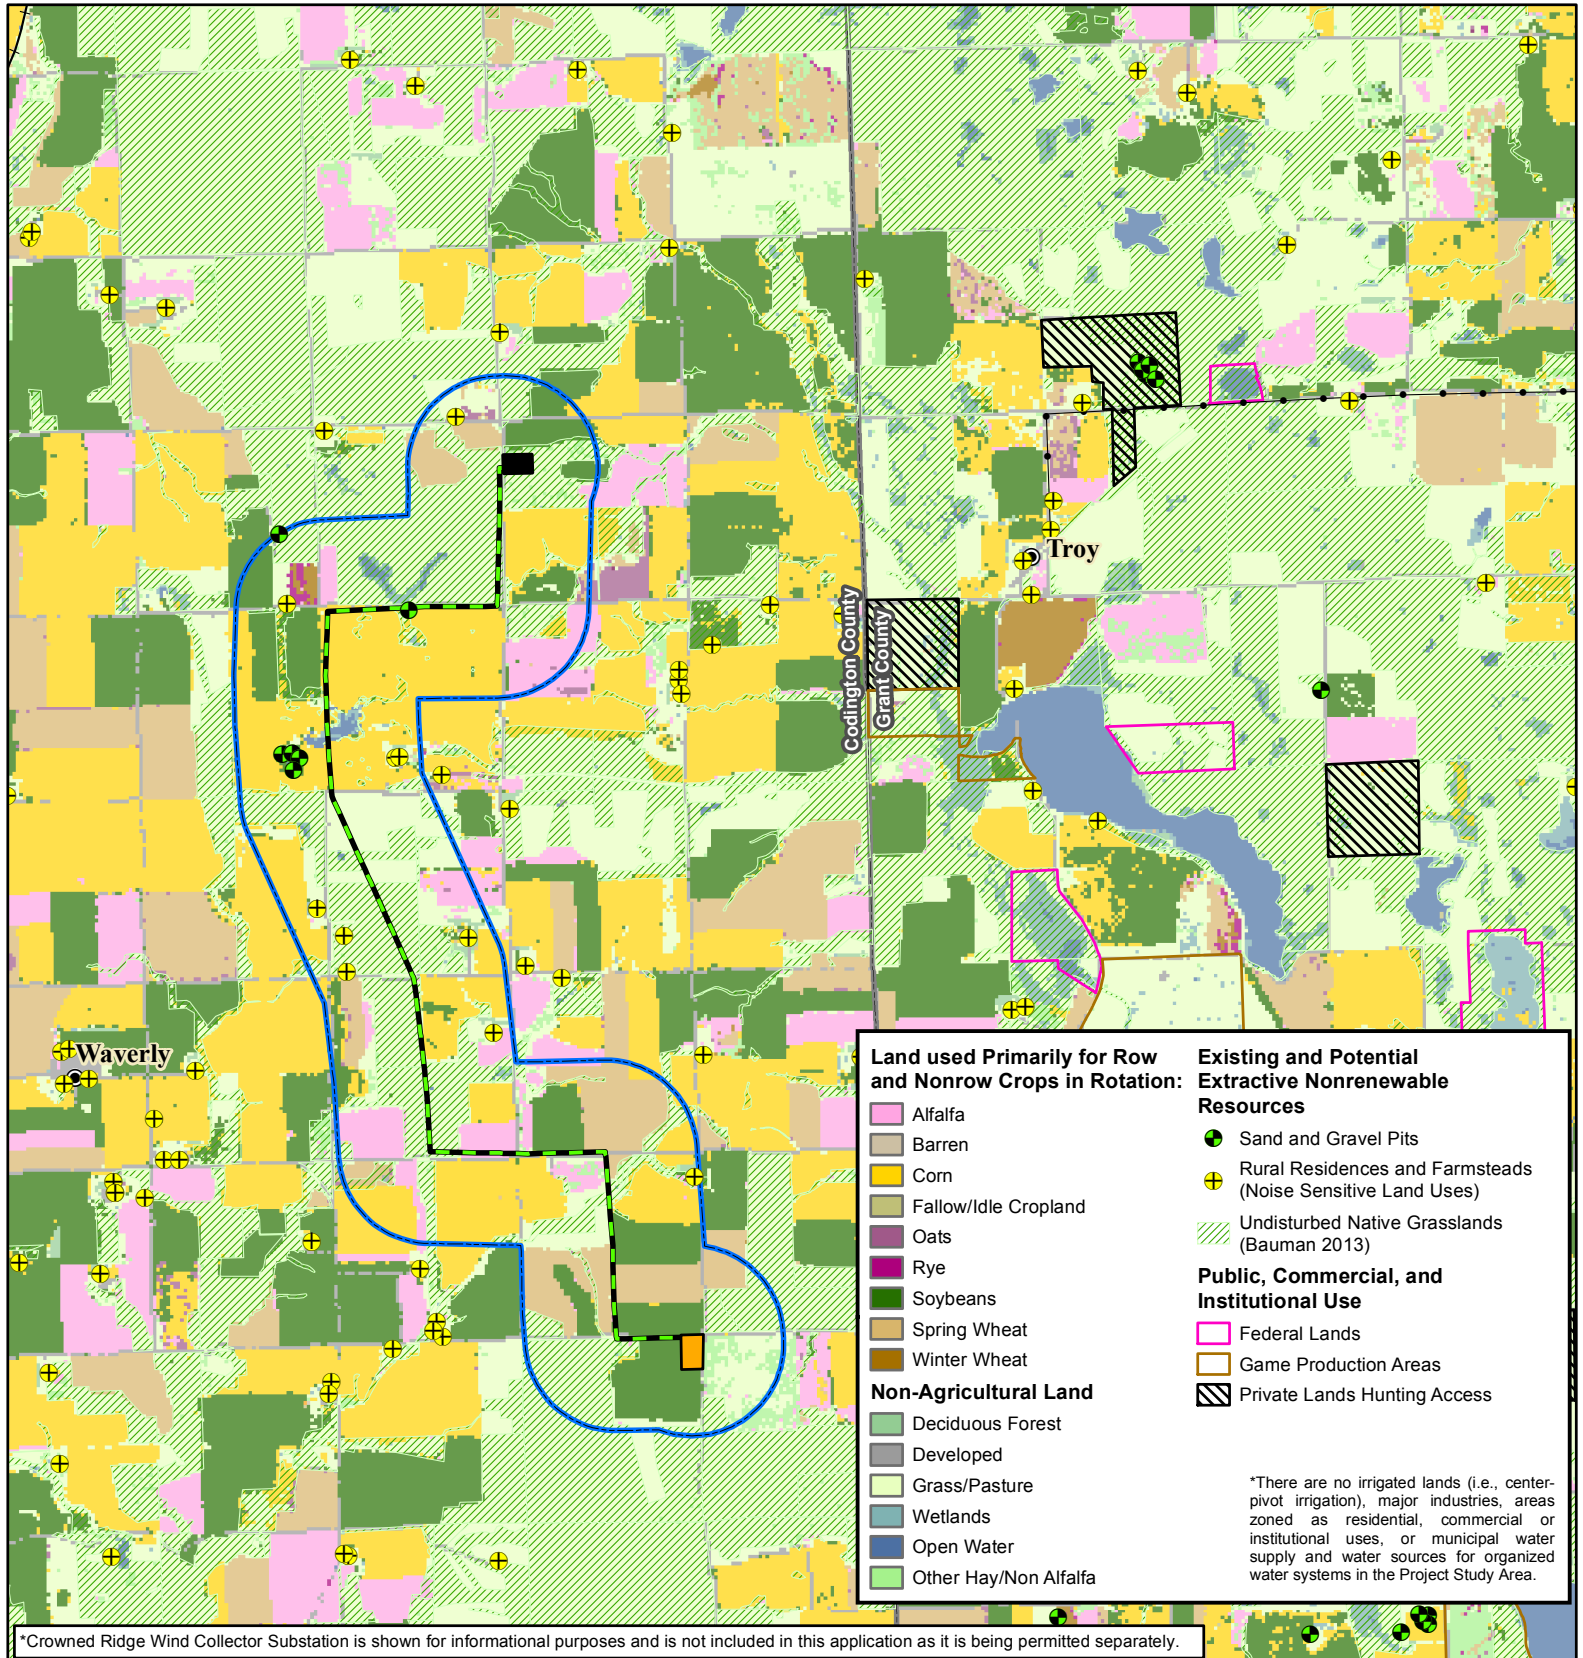 Troy
Codington County
Grant County
Waverly
Land used Primarily for Row
and Nonrow Crops in Rotation:
Alfalfa
Barren
Corn
Fallow/Idle Cropland
Oats
Rye
Soybeans
Spring Wheat
Winter Wheat
Non-Agricultural Land
Deciduous Forest
Developed
Grass/Pasture
Wetlands
Open Water
Other Hay/Non Alfalfa
Existing and Potential
Extractive Nonrenewable
Resources
Sand and Gravel Pits
Rural Residences and Farmsteads
(Noise Sensitive Land Uses)
Undisturbed Native Grasslands
(Bauman 2013)
Public, Commercial, and
Institutional Use
Federal Lands
Game Production Areas
Private Lands Hunting Access
*There are no irrigated lands (i.e., center-
pivot irrigation), major industries, areas
zoned as residential, commercial or
institutional uses, or municipal water
supply and water sources for organized
water systems in the Project Study Area.
*Crowned Ridge Wind Collector Substation is shown for informational purposes and is not included in this application as it is being permitted separately.